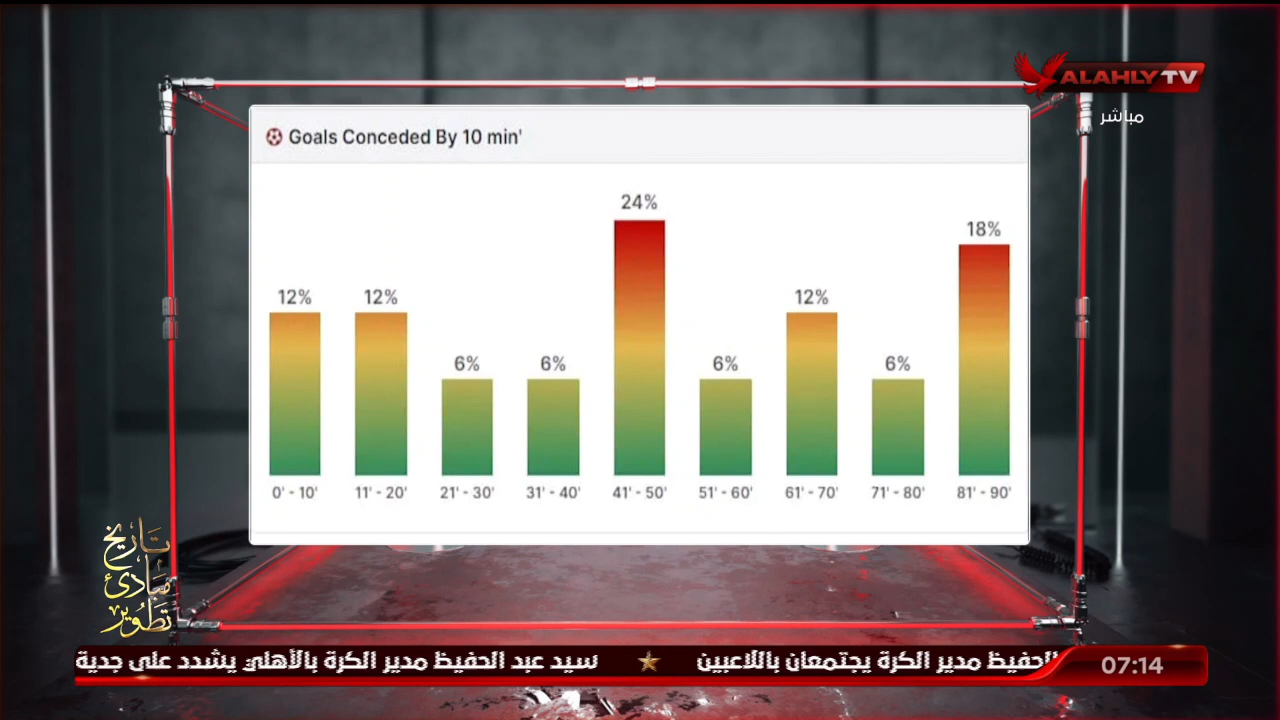 ALAHLY TV
مباشر
Goals Conceded By 10 min'
24%
18%
12% 12% 12%
6% 6% 6% 6%
0' - 10' 11' - 20' 21' - 30' 31' - 40' 41' - 50' 51' - 60' 61' - 70' 71' - 80' 81' - 90'
تاريخ
مبادئ
تطوير
الحفيظ مدير الكرة يجتمعان باللاعبين ★ سيد عبد الحفيظ مدير الكرة بالأهلي يشدد على جدية
07:14